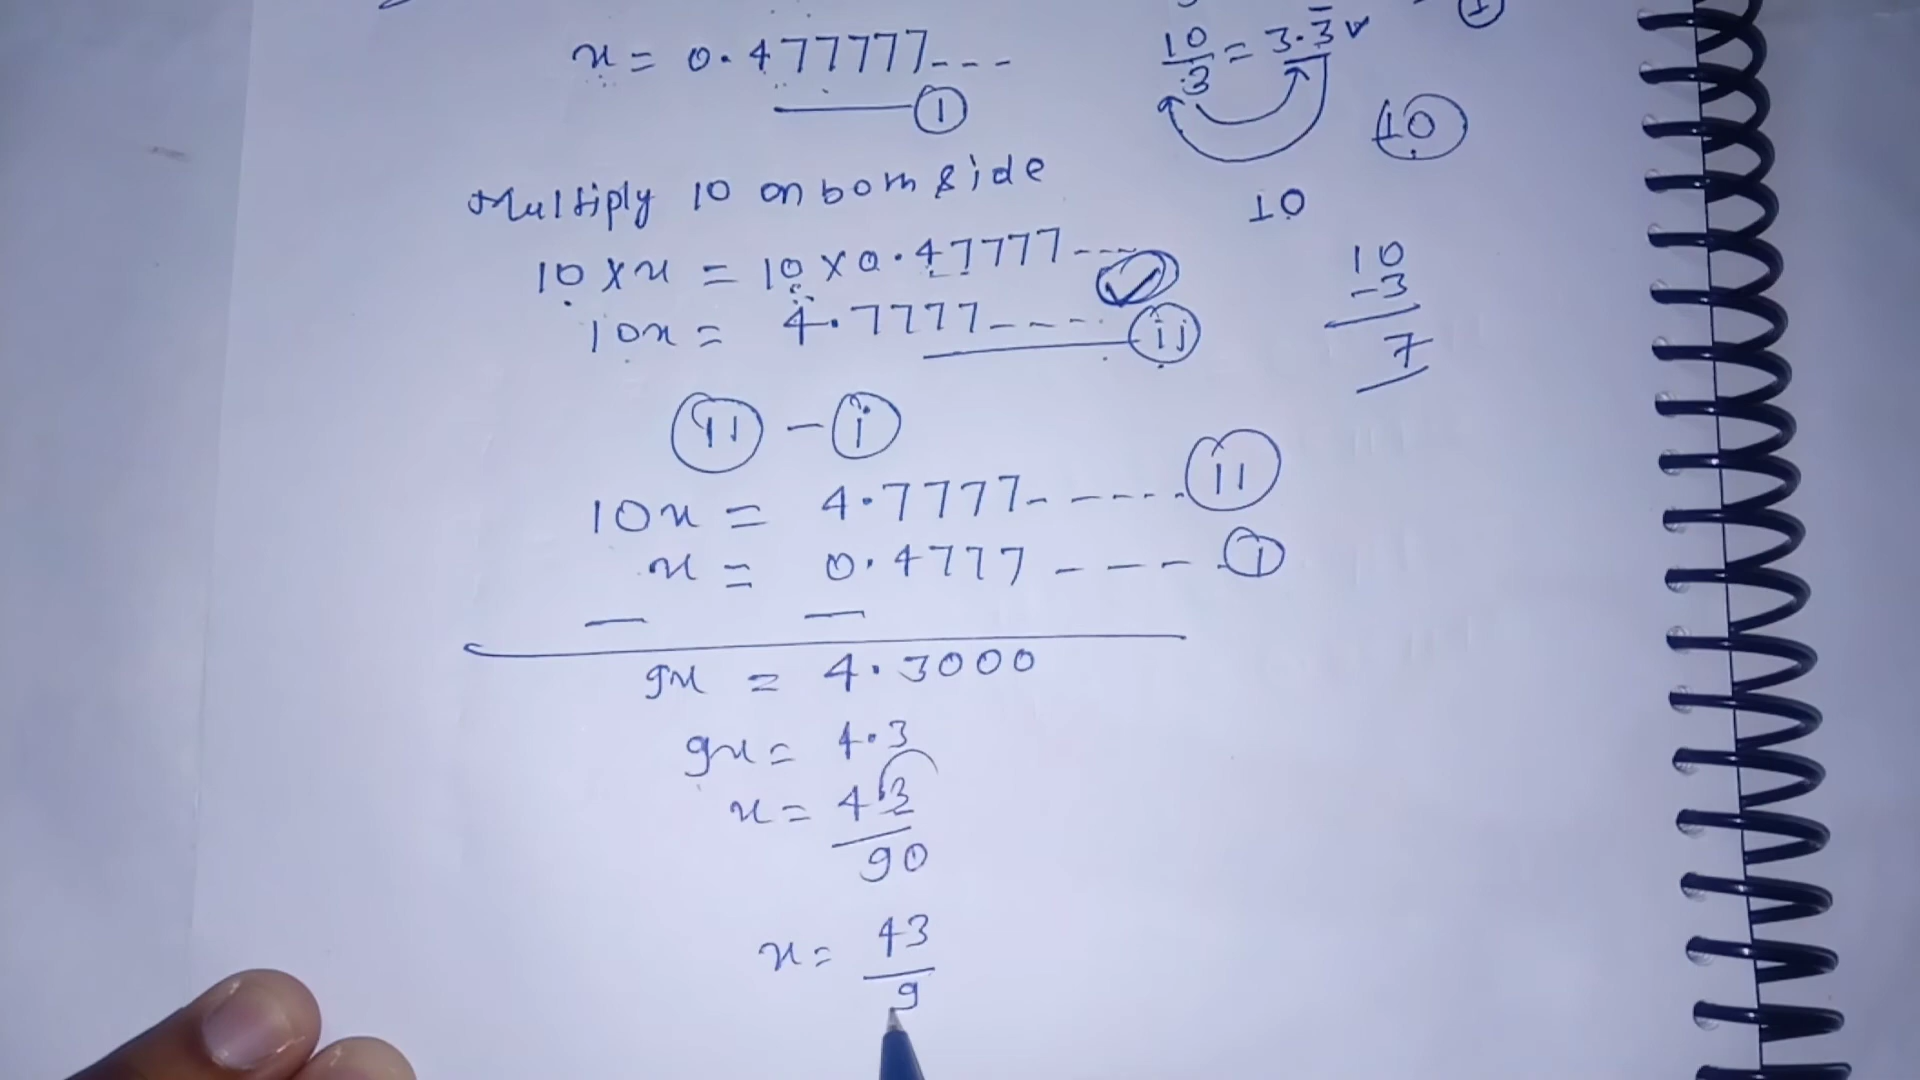 x = 0.477777---
①
Multiply 10 on both side
10 × x = 10 × 0.47777---
10x = 4.7777---- ⅱ
ⅱ - ⅰ
10x = 4.7777----- ⅱ
x = 0.4777---- ⅰ
— —
9x = 4.3000
9x = 4.3
x = 43/90
x = 43/9
10/3 = 3.3̅
10
10
10
-3
7